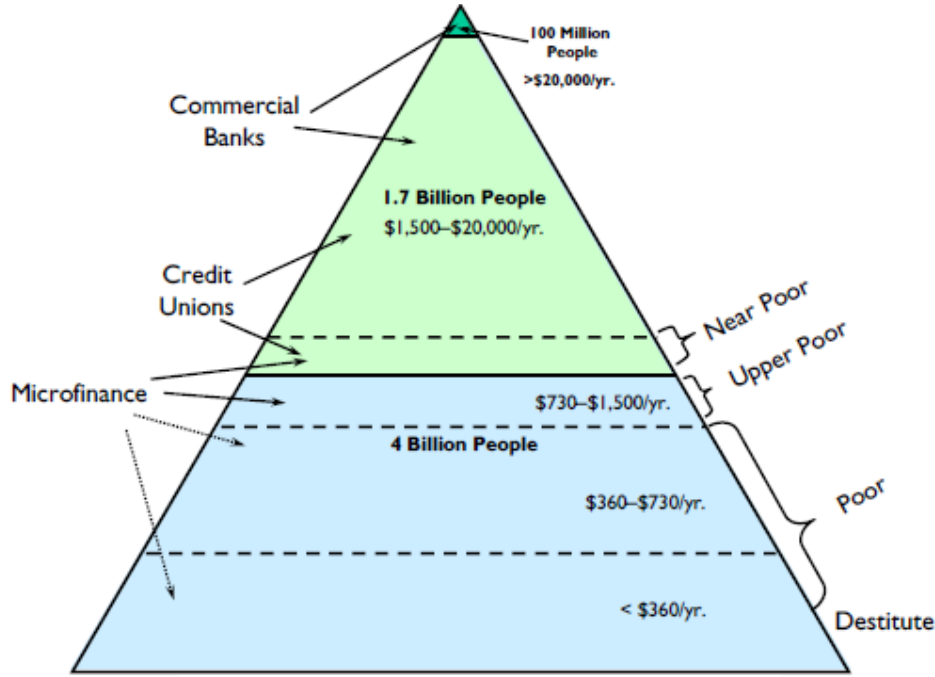 100 Million
People
>$20,000/yr.
Commercial
Banks
1.7 Billion People
$1,500–$20,000/yr.
Credit
Unions
Near Poor
Upper Poor
Microfinance
$730–$1,500/yr.
4 Billion People
$360–$730/yr.
Poor
< $360/yr.
Destitute